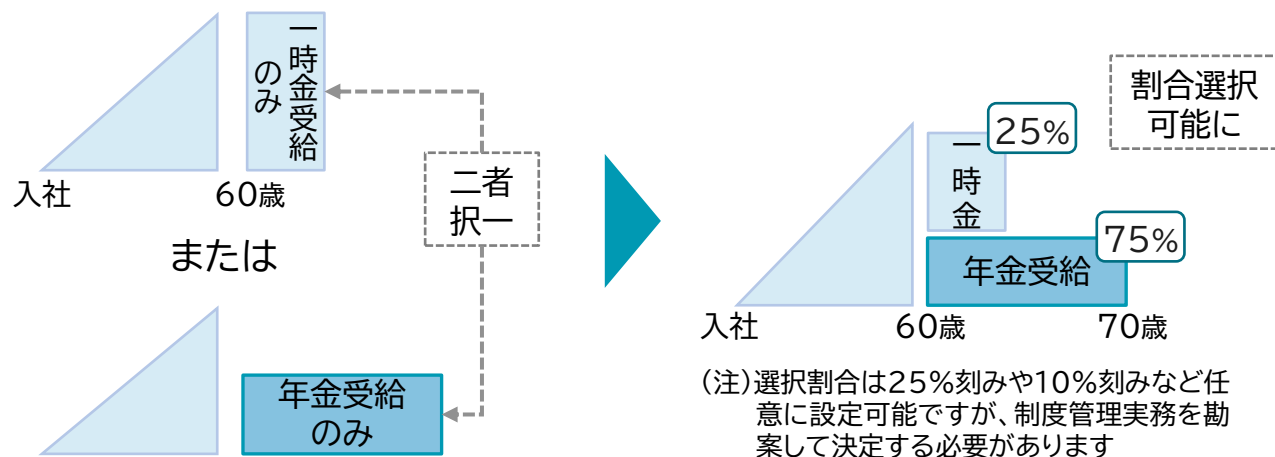 一時金受給
のみ
入社
60歳
二者
択一
または
年金受給
のみ
割合選択
可能に
25%
一時金
75%
年金受給
入社
60歳
70歳
(注)選択割合は25%刻みや10%刻みなど任
意に設定可能ですが、制度管理実務を勘
案して決定する必要があります